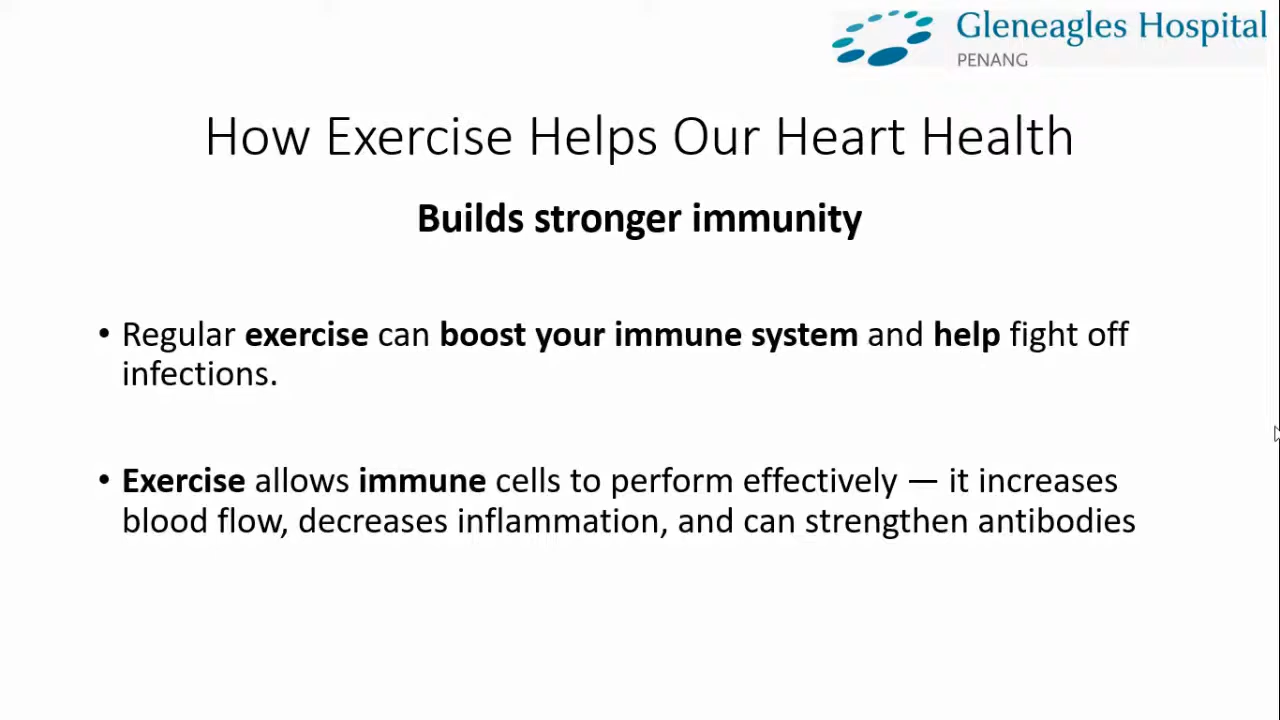 Gleneagles Hospital
PENANG
How Exercise Helps Our Heart Health
Builds stronger immunity
• Regular exercise can boost your immune system and help fight off
infections.
• Exercise allows immune cells to perform effectively — it increases
blood flow, decreases inflammation, and can strengthen antibodies